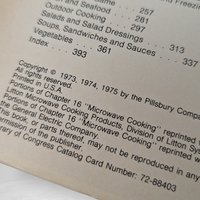 and Seafood . 257
Outdoor Cooking . 281
Salads and Salad Dressings . 297
Soups, Sandwiches and Sauces . 313
Vegetables . 361 337
Index . 393
Copyright © 1973, 1974, 1975 by the Pillsbury Company
All rights reserved.
Printed in U.S.A.
Portions of Chapter 16 "Microwave Cooking" reprinted
Litton Microwave Cooking Products, Division of Litton Sys
Portions of Chapter 16 "Microwave Cooking" reprinted w
the General Electric Company.
This book, or parts thereof, may not be reproduced in any
permission of the publisher.
Library of Congress Catalog Card Number: 72-88403